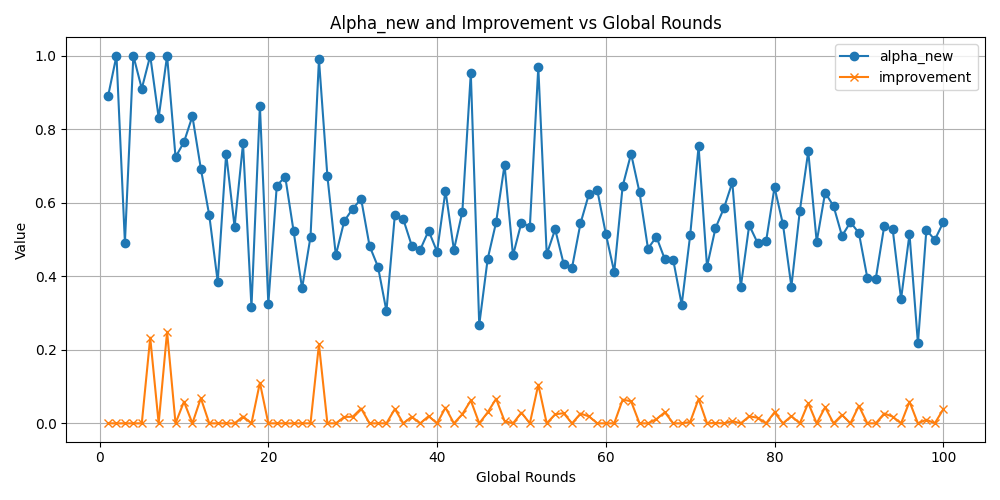 Alpha_new and Improvement vs Global Rounds
alpha_new
improvement
1.0
0.8
0.6
0.4
0.2
0.0
Value
0 20 40 60 80 100
Global Rounds